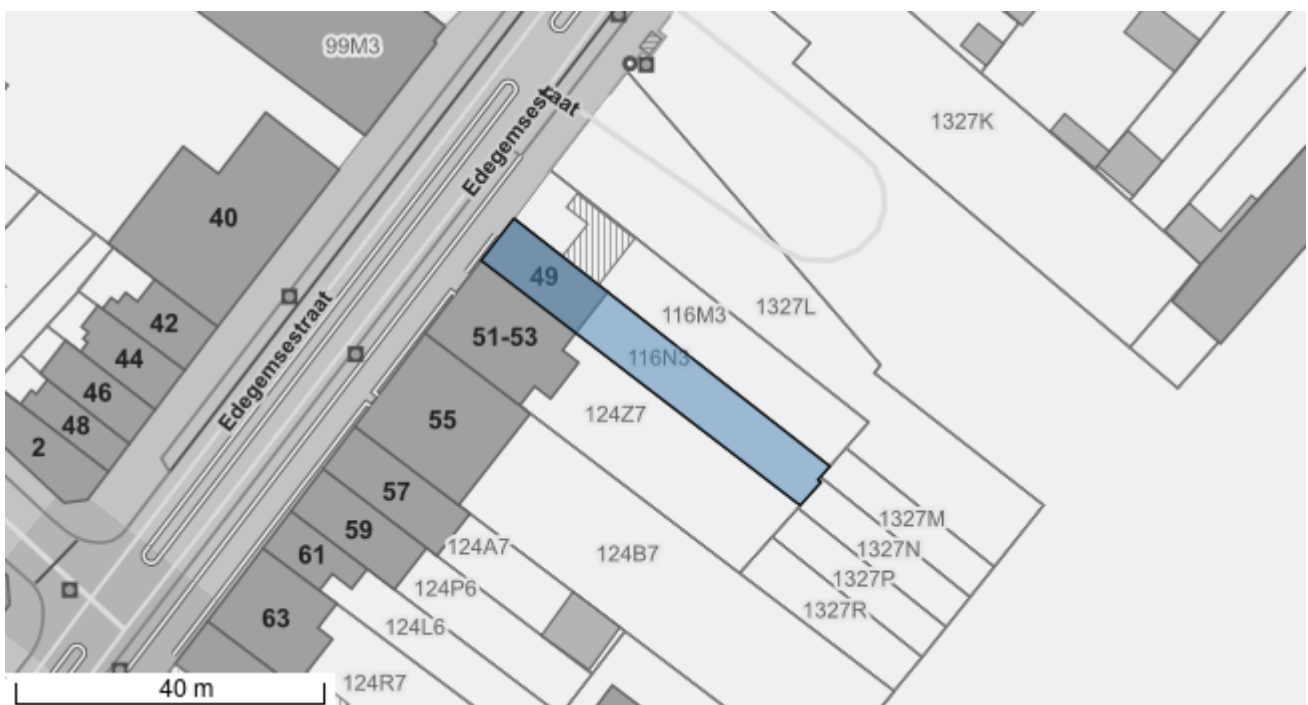 99M3
Edegemsestraat
1327K
40
49
1327L
116M3
42
51-53
116N3
44
Edegemsestraat
46
124Z7
55
48
2
57
1327M
59
124A7
1327N
61
124B7
1327P
124P6
1327R
63
124L6
124R7
40 m